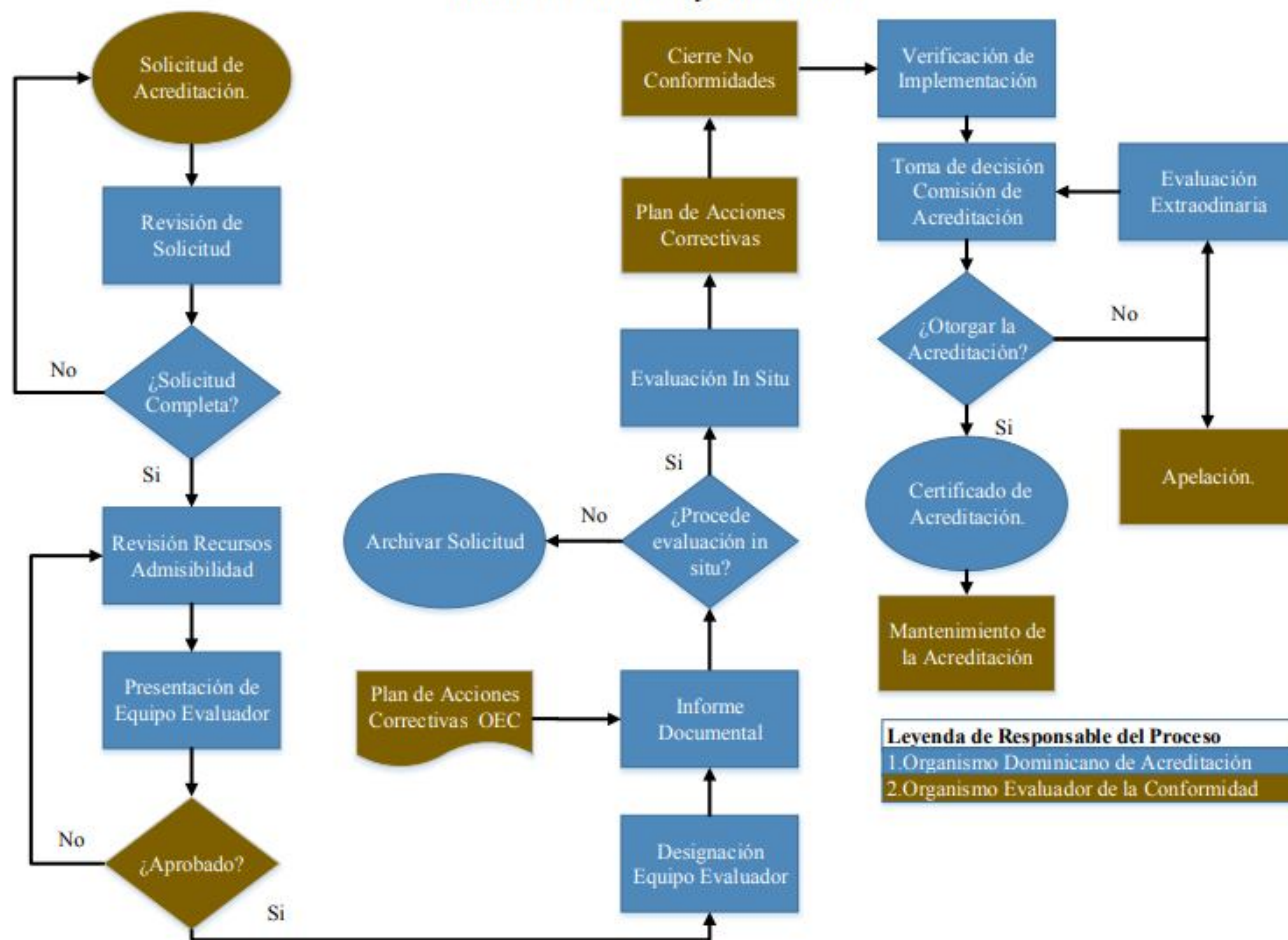 Solicitud de
Acreditación.
Revisión de
Solicitud
¿Solicitud
Completa?
No
Si
Revisión Recursos
Admisibilidad
Presentación de
Equipo Evaluador
¿Aprobado?
No
Si
Designación
Equipo Evaluador
Informe
Documental
Plan de Acciones
Correctivas OEC
¿Procede
evaluación in
situ?
No
Archivar Solicitud
Si
Evaluación In Situ
Plan de Acciones
Correctivas
Cierre No
Conformidades
Verificación de
Implementación
Toma de decisión
Comisión de
Acreditación
Evaluación
Extraodinaria
¿Otorgar la
Acreditación?
No
Apelación.
Si
Certificado de
Acreditación.
Mantenimiento de
la Acreditación
Leyenda de Responsable del Proceso
1.Organismo Dominicano de Acreditación
2.Organismo Evaluador de la Conformidad